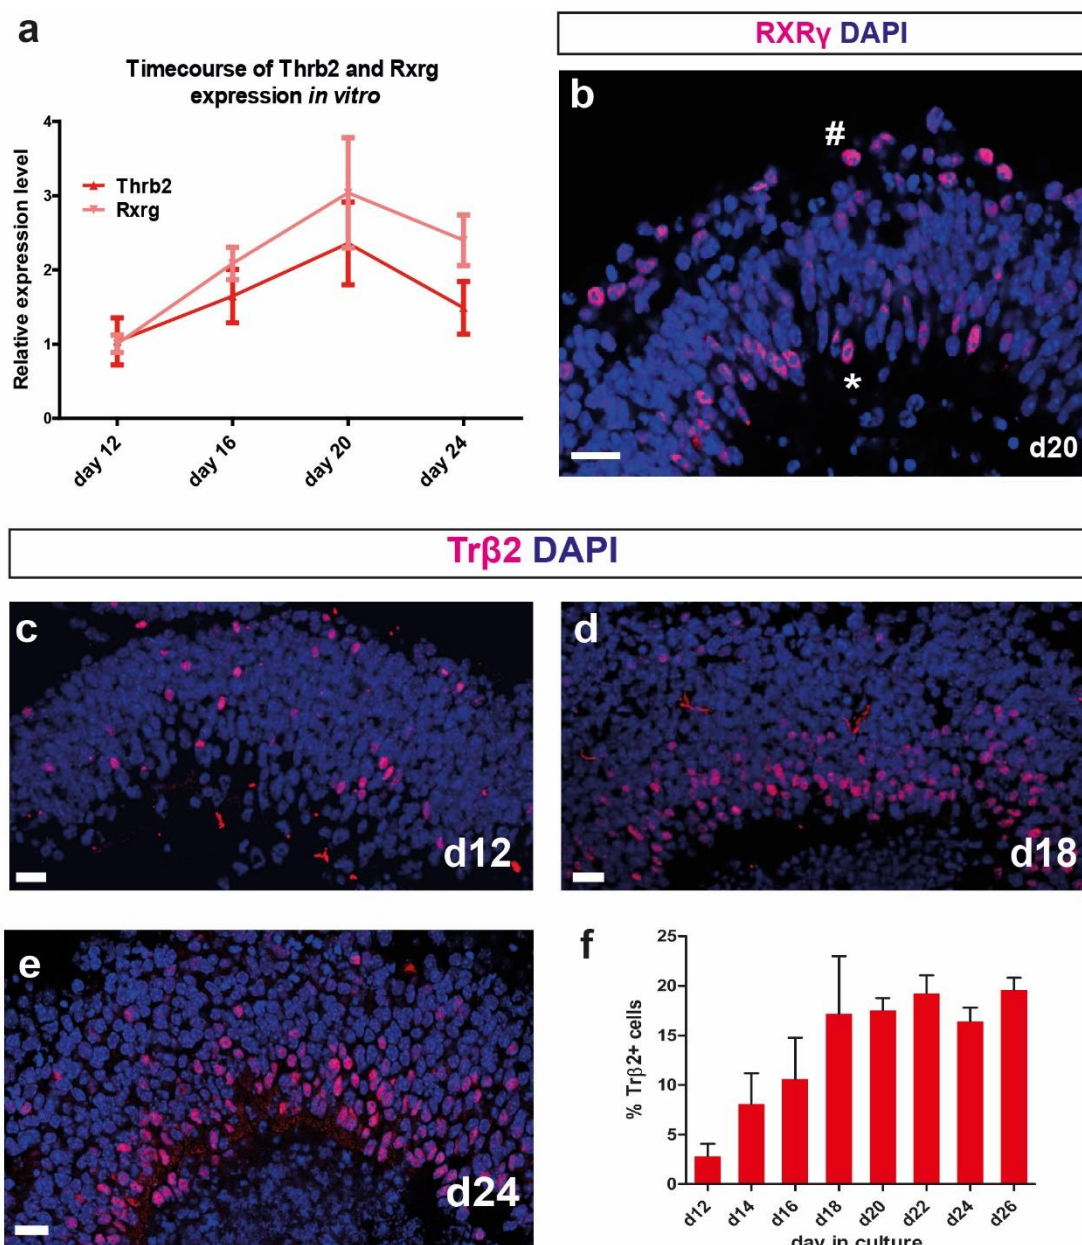 a
Timecourse of Thrb2 and Rxrg
expression in vitro
Relative expression level
4
3
2
1
0
Thrb2
Rxrg
day 12
day 16
day 20
day 24
RXRγ DAPI
b
#
*
d20
Trβ2 DAPI
c
d12
d
d18
e
d24
f
% Trβ2+ cells
25
20
15
10
5
0
d12
d14
d16
d18
d20
d22
d24
d26
day in culture